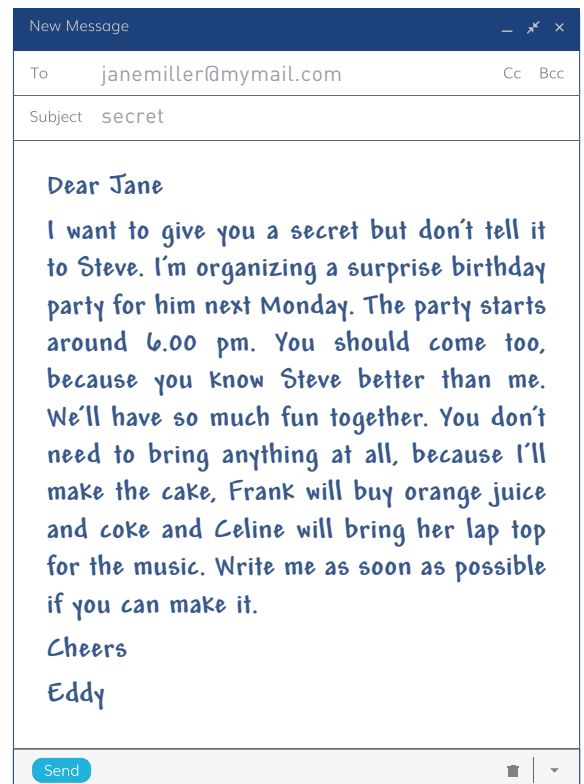 New Message
To janemiller@mymail.com Cc Bcc
Subject secret
Dear Jane
I want to give you a secret but don't tell it
to Steve. I'm organizing a surprise birthday
party for him next Monday. The party starts
around 6.00 pm. You should come too,
because you know Steve better than me.
We'll have so much fun together. You don't
need to bring anything at all, because I'll
make the cake, Frank will buy orange juice
and coke and Celine will bring her lap top
for the music. Write me as soon as possible
if you can make it.
Cheers
Eddy
Send